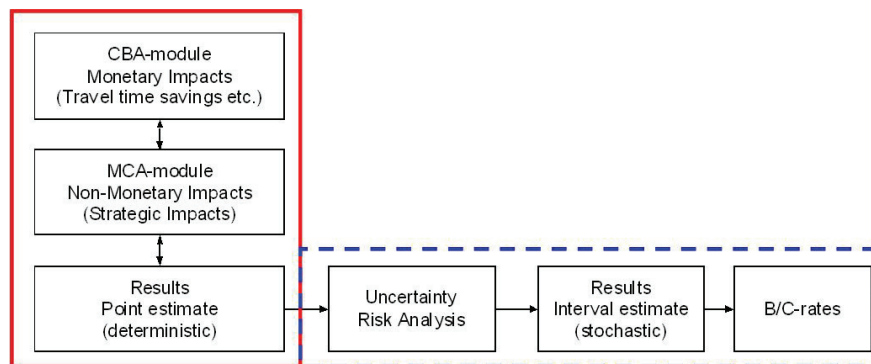 CBA-module
Monetary Impacts
(Travel time savings etc.)
MCA-module
Non-Monetary Impacts
(Strategic Impacts)
Results
Point estimate
(deterministic)
Uncertainty
Risk Analysis
Results
Interval estimate
(stochastic)
B/C-rates